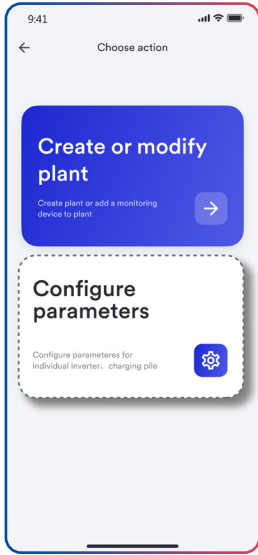 9:41
Choose action
Create or modify
plant
Create plant or add a monitoring
device to plant
Configure
parameters
Configure parameteres for
individual inverter、charging pile